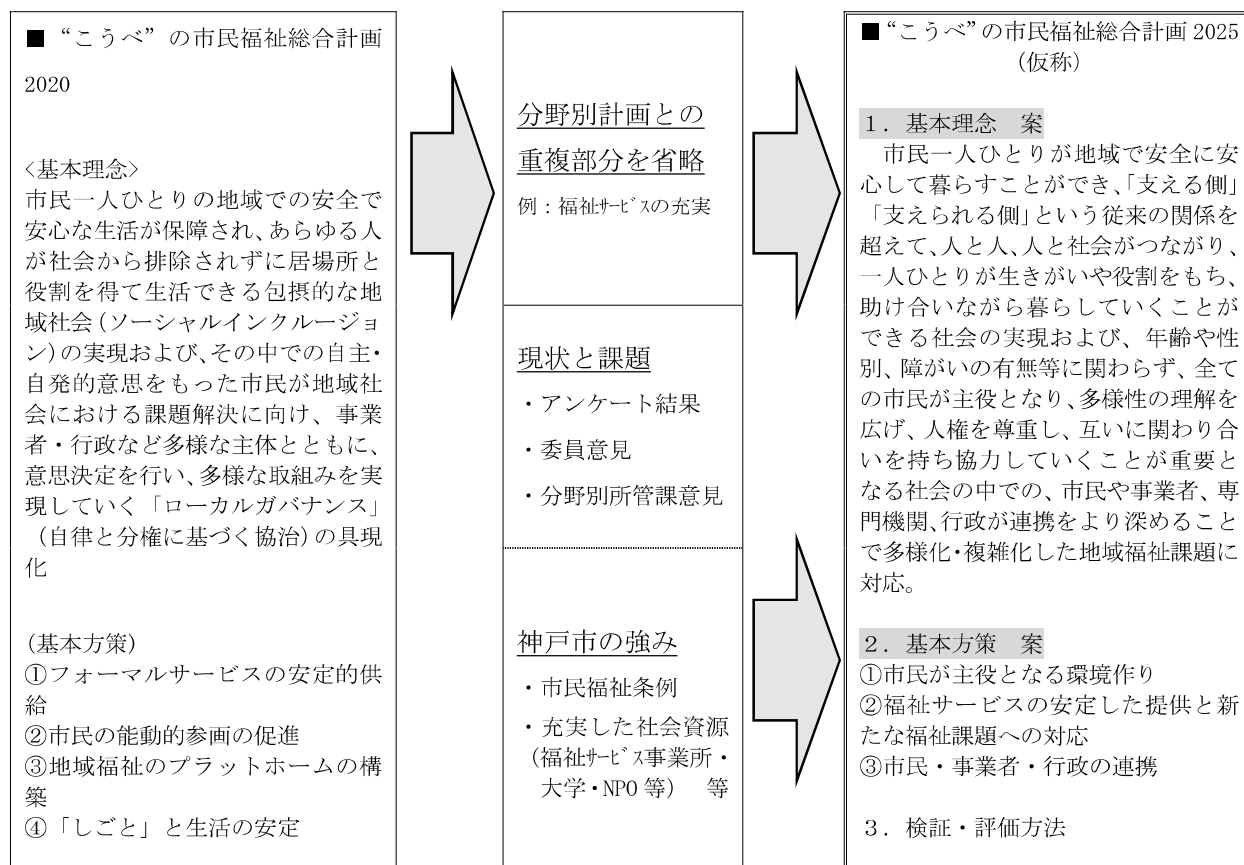 ■ “こうべ”の市民福祉総合計画
2020
<基本理念>
市民一人ひとりの地域での安全で
安心な生活が保障され、あらゆる人
が社会から排除されずに居場所と
役割を得て生活できる包摂的な地
域社会(ソーシャルインクルージョ
ン)の実現および、その中での自主・
自発的意思をもった市民が地域社
会における課題解決に向け、事業
者・行政など多様な主体とともに、
意思決定を行い、多様な取組みを実
現していく「ローカルガバナンス」
(自律と分権に基づく協治)の具現
化
(基本方策)
①フォーマルサービスの安定的供
給
②市民の能動的参画の促進
③地域福祉のプラットホームの構
築
④「しごと」と生活の安定
分野別計画との
重複部分を省略
例：福祉ｻｰﾋﾞｽの充実
現状と課題
・アンケート結果
・委員意見
・分野別所管課意見
神戸市の強み
・市民福祉条例
・充実した社会資源
(福祉ｻｰﾋﾞｽ事業所・
大学・NPO 等)　等
■“こうべ”の市民福祉総合計画 2025
(仮称)
１．基本理念　案
市民一人ひとりが地域で安全に安
心して暮らすことができ、「支える側」
「支えられる側」という従来の関係を
超えて、人と人、人と社会がつながり、
一人ひとりが生きがいや役割をもち、
助け合いながら暮らしていくことが
できる社会の実現および、年齢や性
別、障がいの有無等に関わらず、全て
の市民が主役となり、多様性の理解を
広げ、人権を尊重し、互いに関わり合
いを持ち協力していくことが重要と
なる社会の中での、市民や事業者、専
門機関、行政が連携をより深めること
で多様化・複雑化した地域福祉課題に
対応。
２．基本方策　案
①市民が主役となる環境作り
②福祉サービスの安定した提供と新
たな福祉課題への対応
③市民・事業者・行政の連携
３．検証・評価方法